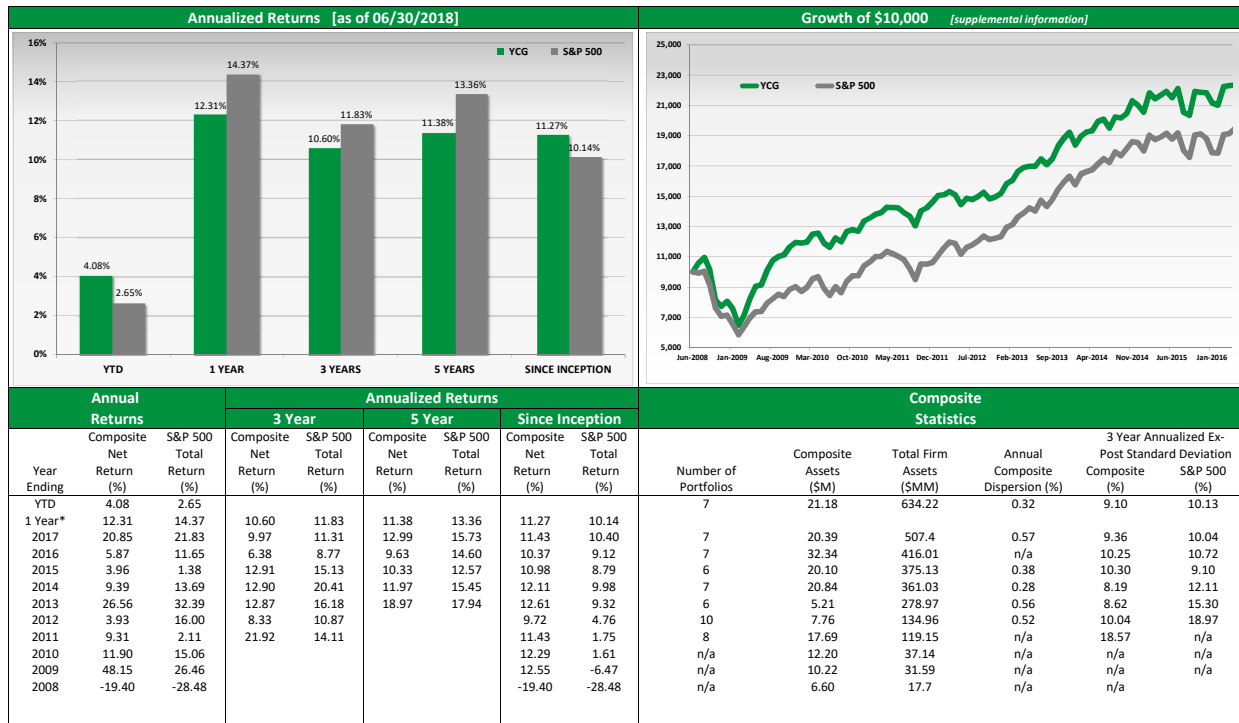 Annualized Returns [as of 06/30/2018]
16%
14%
12%
10%
8%
6%
4%
2%
0%
YCG S&P 500
4.08%
2.65%
12.31%
14.37%
10.60%
11.83%
11.38%
13.36%
11.27%
10.14%
YTD 1 YEAR 3 YEARS 5 YEARS SINCE INCEPTION
Growth of $10,000 [supplemental information]
25,000
23,000
21,000
19,000
17,000
15,000
13,000
11,000
9,000
7,000
5,000
YCG S&P 500
Jun-2008 Jan-2009 Aug-2009 Mar-2010 Oct-2010 May-2011 Dec-2011 Jul-2012 Feb-2013 Sep-2013 Apr-2014 Nov-2014 Jun-2015 Jan-2016
Annual Annualized Returns Composite
Returns 3 Year 5 Year Since Inception Statistics
Composite S&P 500 Composite S&P 500 Composite S&P 500 Composite S&P 500 3 Year Annualized Ex-
Net Total Net Total Net Total Net Total Composite Total Firm Annual Post Standard Deviation
Year Return Return Return Return Return Return Return Return Number of Assets Assets Composite Composite S&P 500
Ending (%) (%) (%) (%) (%) (%) (%) (%) Portfolios ($M) ($MM) Dispersion (%) (%) (%)
YTD 4.08 2.65 7 21.18 634.22 0.32 9.10 10.13
1 Year* 12.31 14.37 10.60 11.83 11.38 13.36 11.27 10.14
2017 20.85 21.83 9.97 11.31 12.99 15.73 11.43 10.40 7 20.39 507.4 0.57 9.36 10.04
2016 5.87 11.65 6.38 8.77 9.63 14.60 10.37 9.12 7 32.34 416.01 n/a 10.25 10.72
2015 3.96 1.38 12.91 15.13 10.33 12.57 10.98 8.79 6 20.10 375.13 0.38 10.30 9.10
2014 9.39 13.69 12.90 20.41 11.97 15.45 12.11 9.98 7 20.84 361.03 0.28 8.19 12.11
2013 26.56 32.39 12.87 16.18 18.97 17.94 12.61 9.32 6 5.21 278.97 0.56 8.62 15.30
2012 3.93 16.00 8.33 10.87 9.72 4.76 10 7.76 134.96 0.52 10.04 18.97
2011 9.31 2.11 21.92 14.11 11.43 1.75 8 17.69 119.15 n/a 18.57 n/a
2010 11.90 15.06 12.29 1.61 n/a 12.20 37.14 n/a n/a n/a
2009 48.15 26.46 12.55 -6.47 n/a 10.22 31.59 n/a n/a n/a
2008 -19.40 -28.48 -19.40 -28.48 n/a 6.60 17.7 n/a n/a